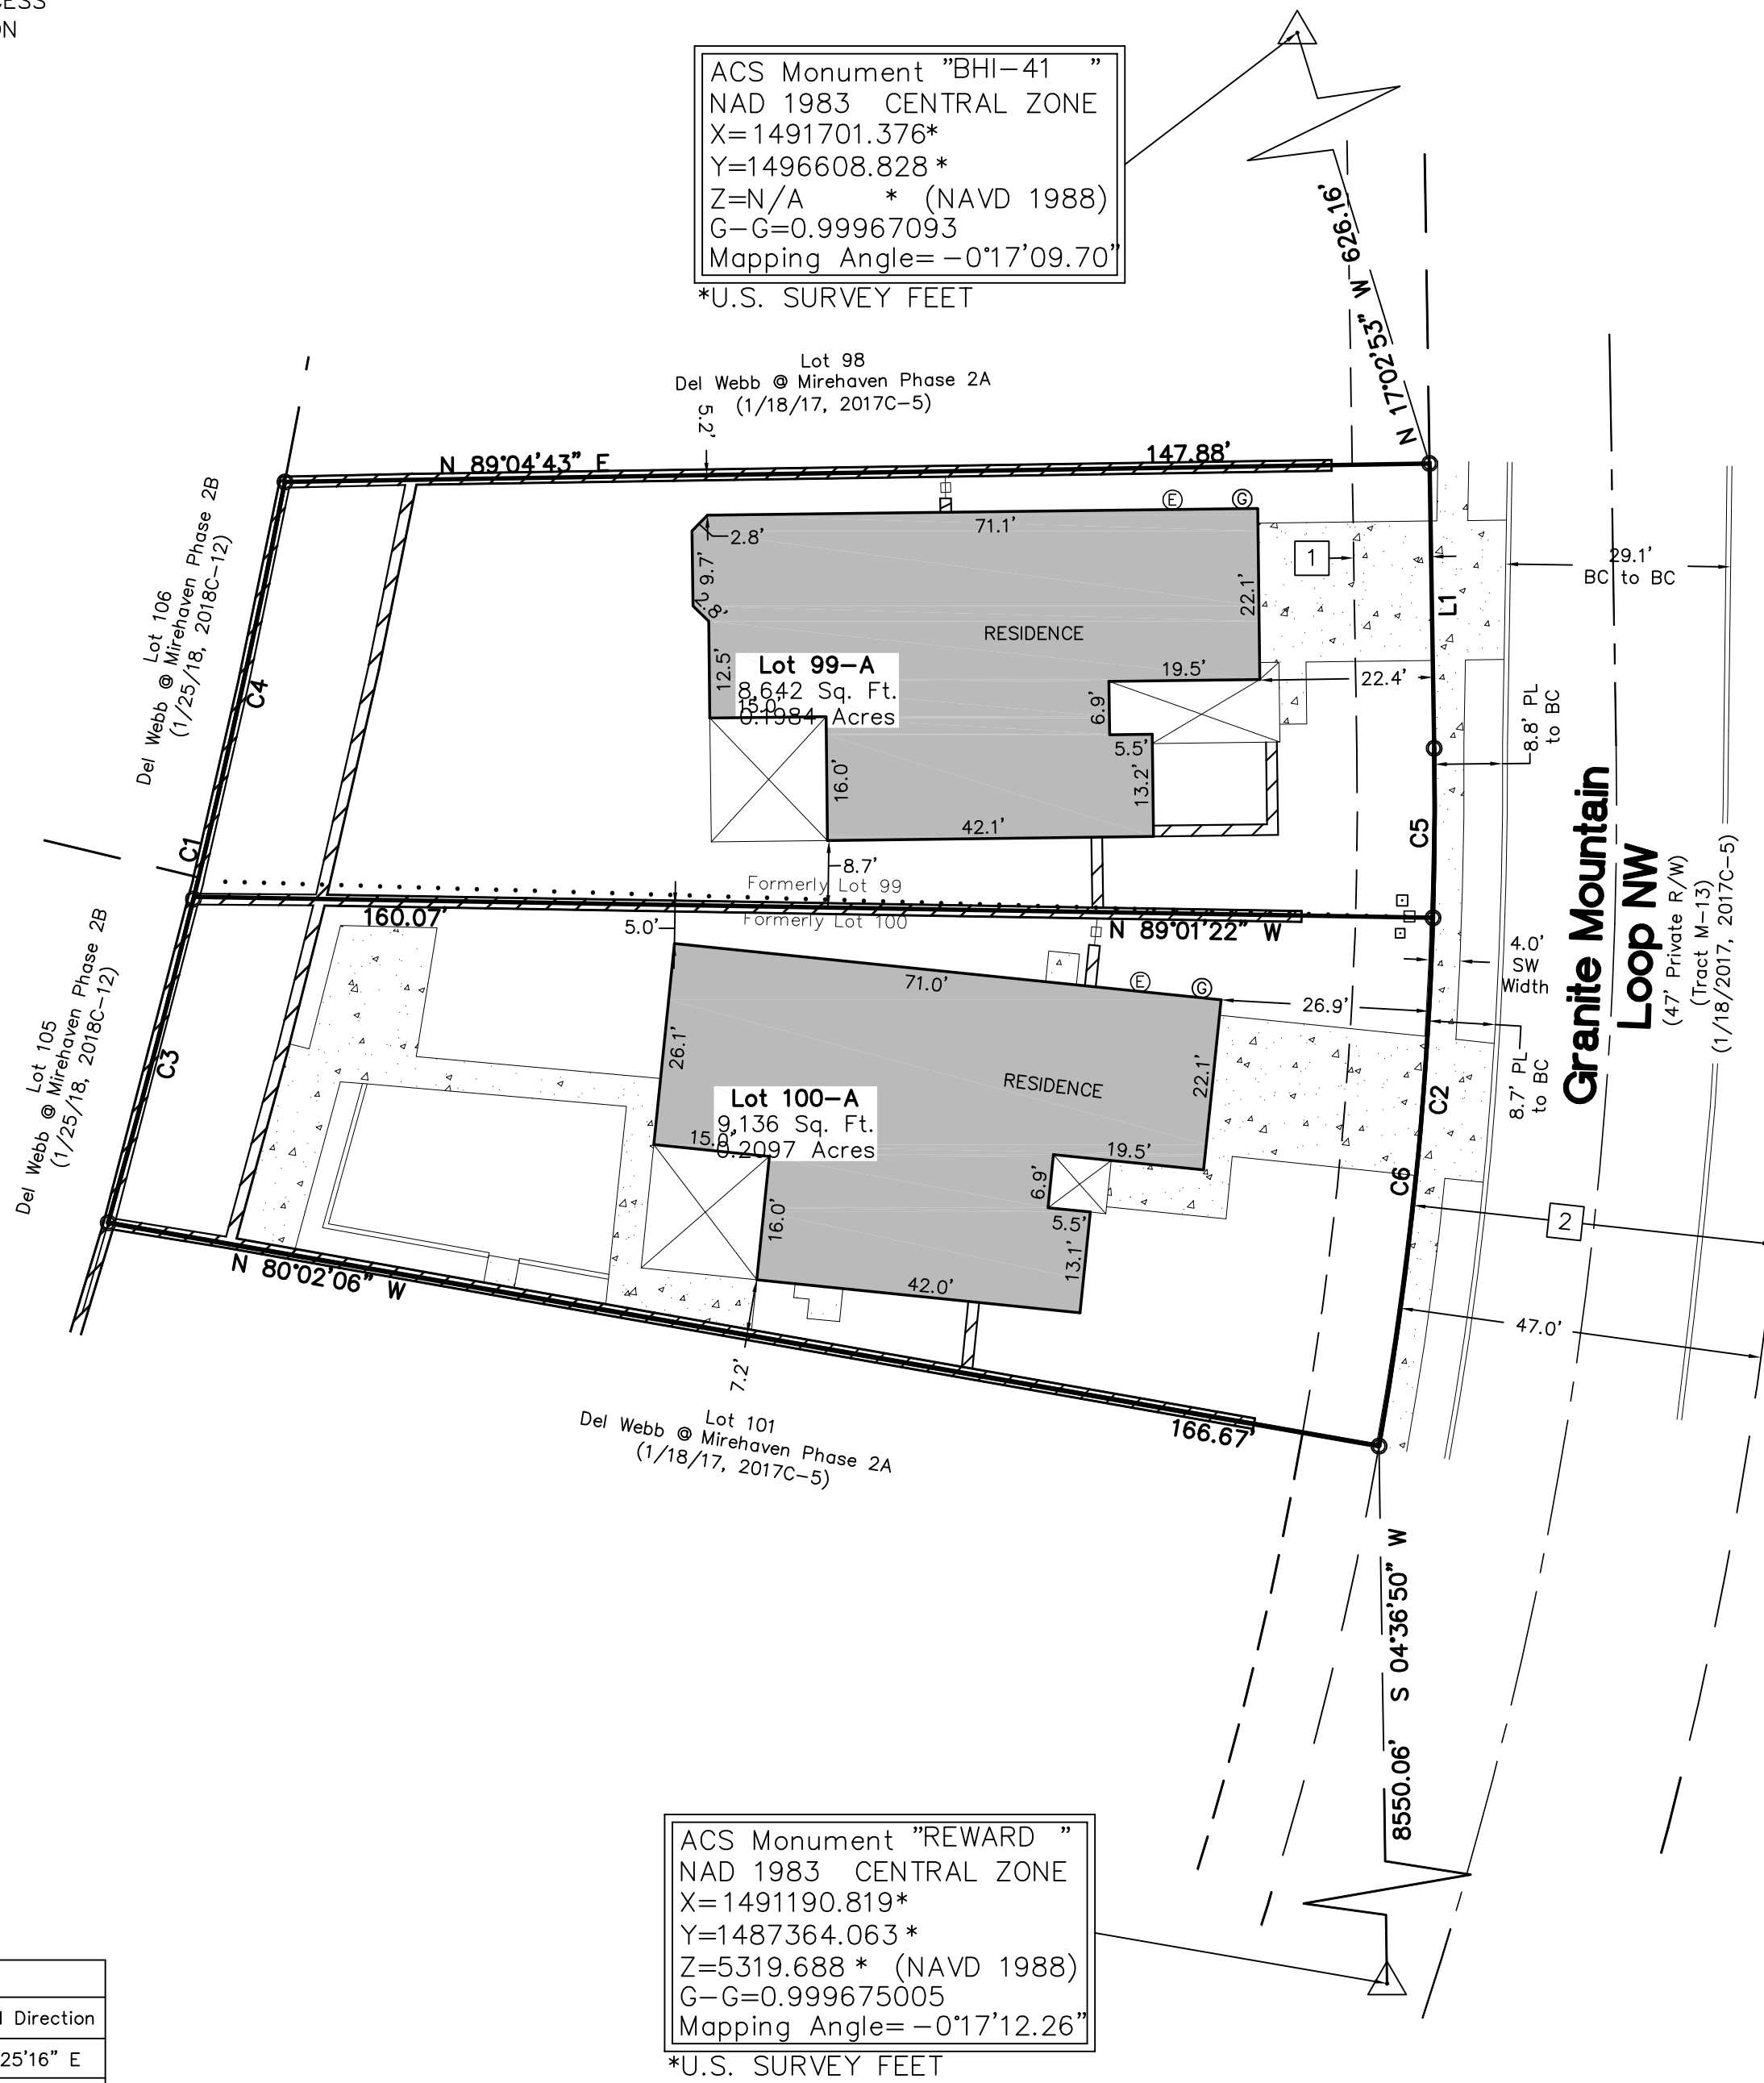 CESS
ON
ACS Monument "BHI-41 "
NAD 1983 CENTRAL ZONE
X=1491701.376*
Y=1496608.828 *
Z=N/A * (NAVD 1988)
G-G=0.99967093
Mapping Angle= -0°17'09.70"
*U.S. SURVEY FEET
N 17°02'53" W 626.16'
Lot 98
Del Webb @ Mirehaven Phase 2A
(1/18/17, 2017C-5)
5.2'
N 89°04'43" E
147.88'
Lot 106
Del Webb @ Mirehaven Phase 2B
(1/25/18, 2018C-12)
C4
C1
E
G
71.1'
2.8'
9.7'
2.8'
12.5'
22.1'
RESIDENCE
Lot 99-A
8,642 Sq. Ft.
0.1984 Acres
15.0'
19.5'
6.9'
5.5'
13.2'
16.0'
42.1'
1
22.4'
29.1'
BC to BC
L1
8.8' PL
to BC
C5
8.7'
Formerly Lot 99
160.07'
Formerly Lot 100
N 89°01'22" W
5.0'
Granite Mountain
Loop NW
(47' Private R/W)
(Tract M-13)
(1/18/2017, 2017C-5)
4.0'
SW
Width
Lot 105
Del Webb @ Mirehaven Phase 2B
(1/25/18, 2018C-12)
C3
71.0'
E
G
26.9'
26.1'
22.1'
RESIDENCE
Lot 100-A
9,136 Sq. Ft.
0.2097 Acres
15.0'
19.5'
6.9'
5.5'
13.1'
16.0'
42.0'
8.7' PL
to BC
C2
C6
2
47.0'
N 80°02'06" W
166.67'
7.2'
Lot 101
Del Webb @ Mirehaven Phase 2A
(1/18/17, 2017C-5)
8550.06' S 04°36'50" W
ACS Monument "REWARD "
NAD 1983 CENTRAL ZONE
X=1491190.819*
Y=1487364.063 *
Z=5319.688 * (NAVD 1988)
G-G=0.999675005
Mapping Angle= -0°17'12.26"
*U.S. SURVEY FEET
Direction
25'16" E